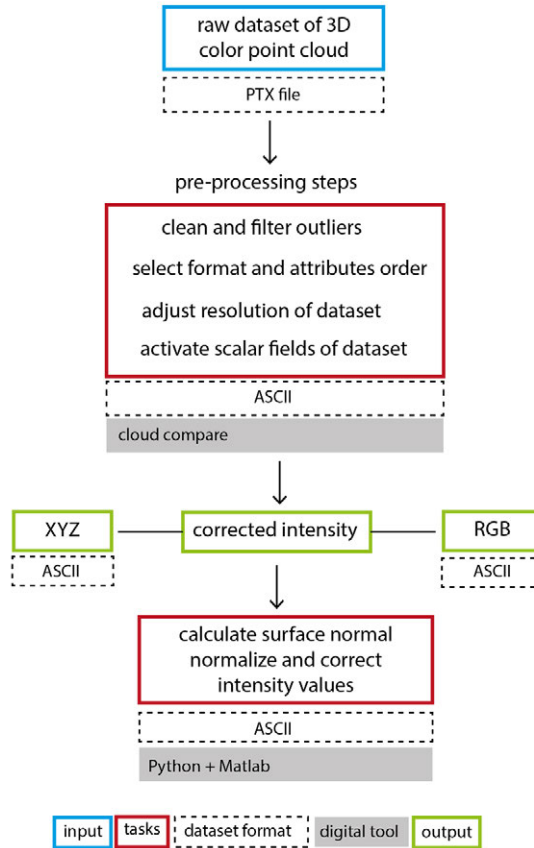 raw dataset of 3D
color point cloud
PTX file
pre-processing steps
clean and filter outliers
select format and attributes order
adjust resolution of dataset
activate scalar fields of dataset
ASCII
cloud compare
XYZ
corrected intensity
RGB
ASCII
ASCII
calculate surface normal
normalize and correct
intensity values
ASCII
Python + Matlab
input
tasks
dataset format
digital tool
output